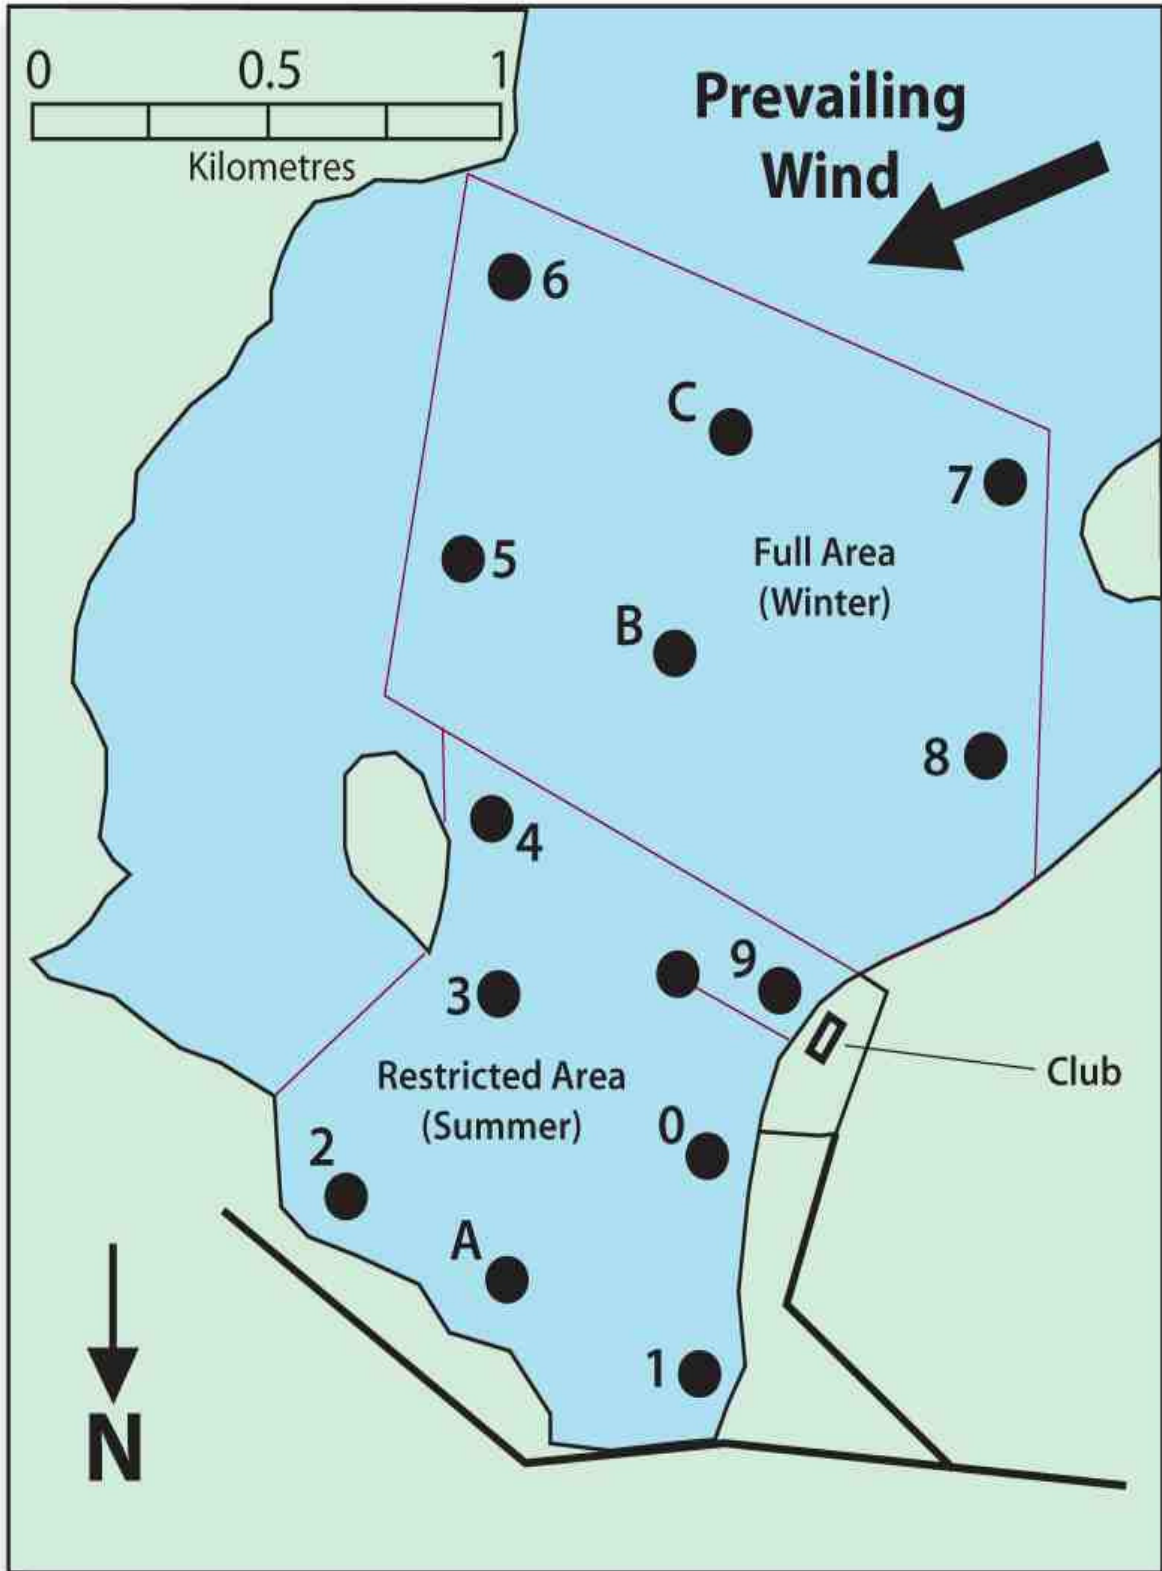 0 0.5 1
Kilometres
Prevailing
Wind
6
C
7
5
Full Area
(Winter)
B
8
4
9
3
Club
Restricted Area
(Summer)
0
2
A
1
N